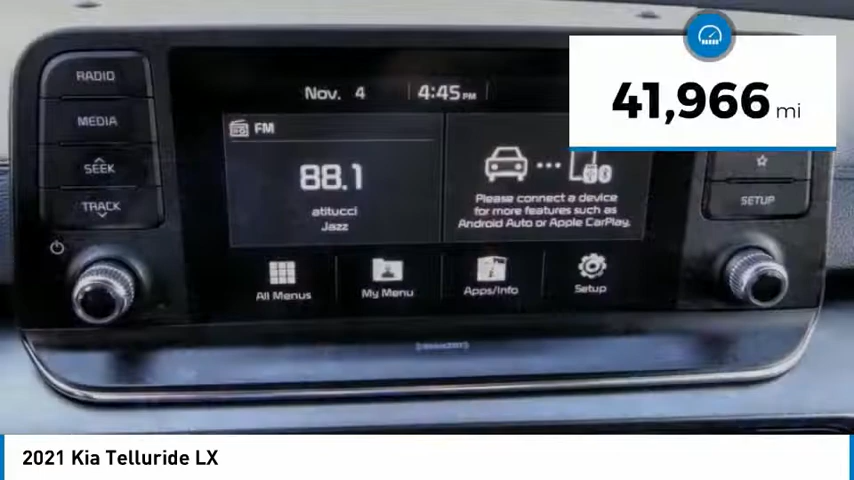 RADIO
MEDIA
SEEK
TRACK
Nov. 4
4:45 PM
FM
88.1
atitucci
Jazz
Please connect a device
for more features such as
Android Auto or Apple CarPlay.
All Menus
My Menu
Apps/Info
Setup
SETUP
SiriusXM
41,966 mi
2021 Kia Telluride LX